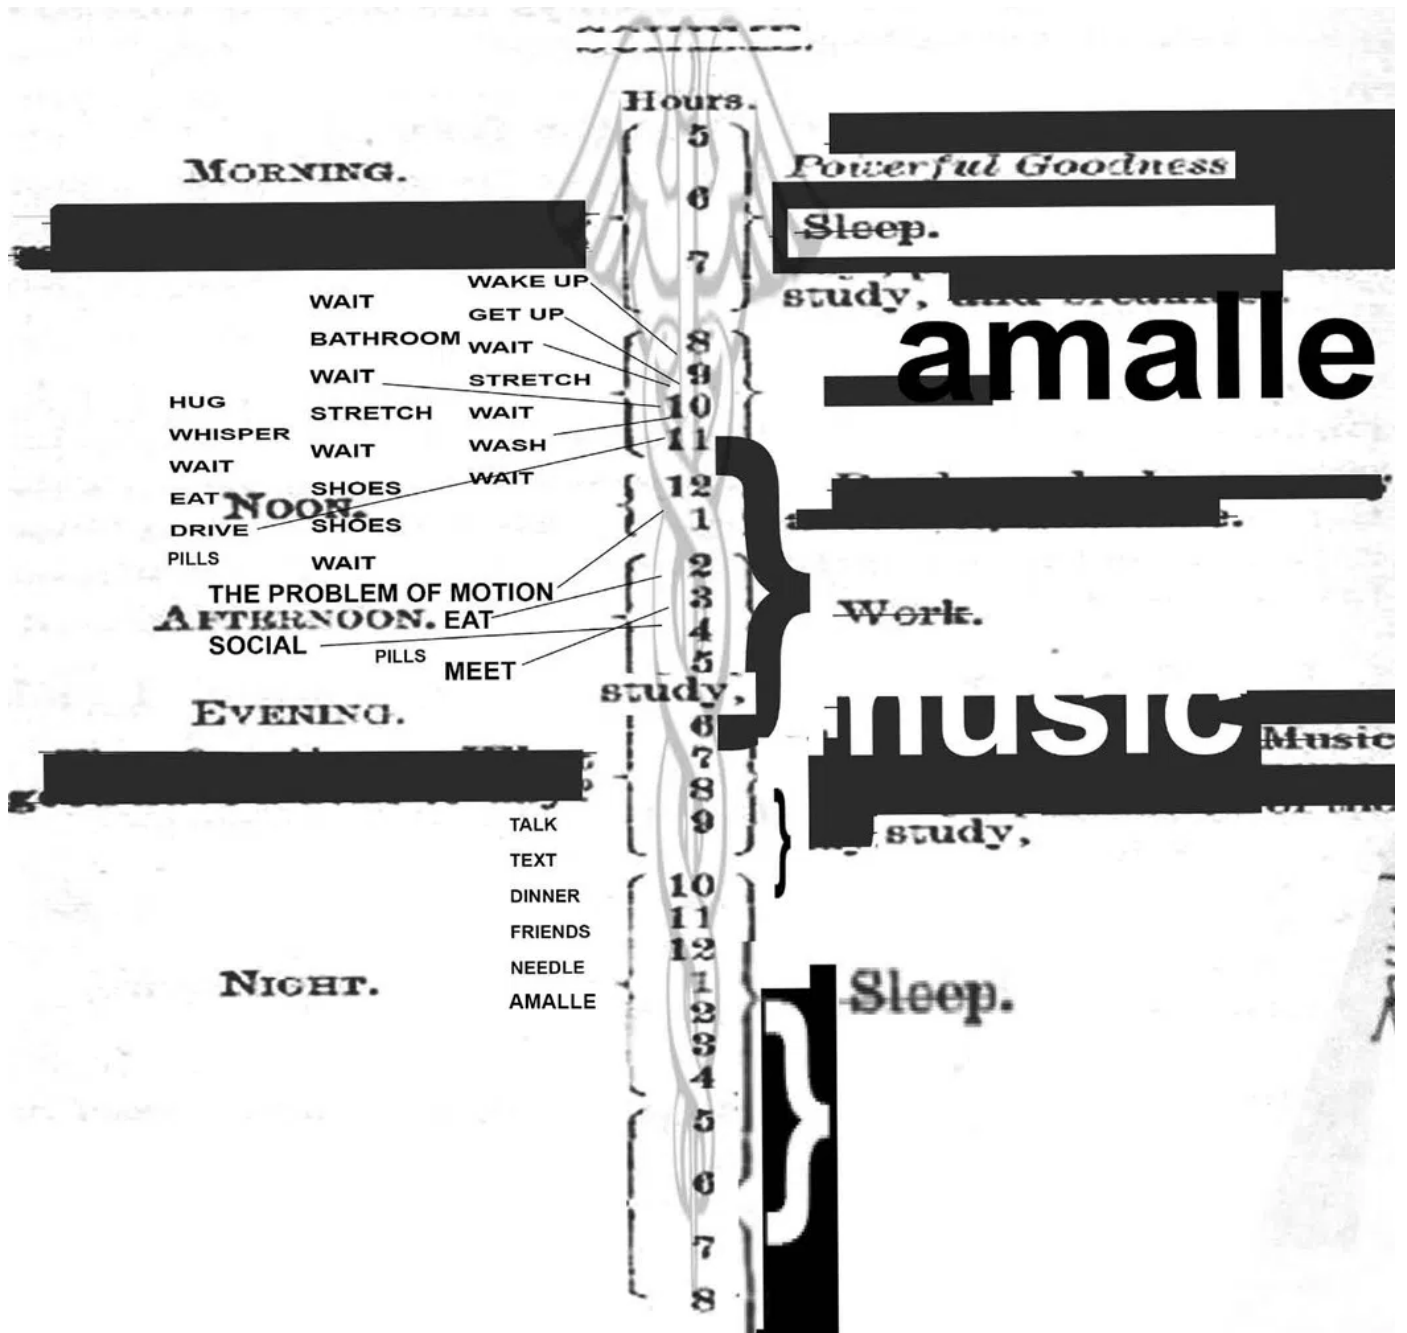 Hours.
5
MORNING.
Powerful Goodness
6
Sleep.
7
WAKE UP
study,
WAIT
GET UP
amalle
BATHROOM
WAIT
8
WAIT
STRETCH
9
HUG
STRETCH
WAIT
10
WHISPER
WAIT
WASH
11
WAIT
SHOES
WAIT
12
EAT
NOON.
DRIVE
SHOES
1
PILLS
WAIT
2
THE PROBLEM OF MOTION
3
AFTERNOON.
EAT
Work.
SOCIAL
4
PILLS
MEET
5
study,
EVENING.
6
music
Music
7
8
TALK
9
study,
TEXT
DINNER
10
FRIENDS
11
NEEDLE
12
NIGHT.
AMALLE
1
Sleep.
2
3
4
5
6
7
8